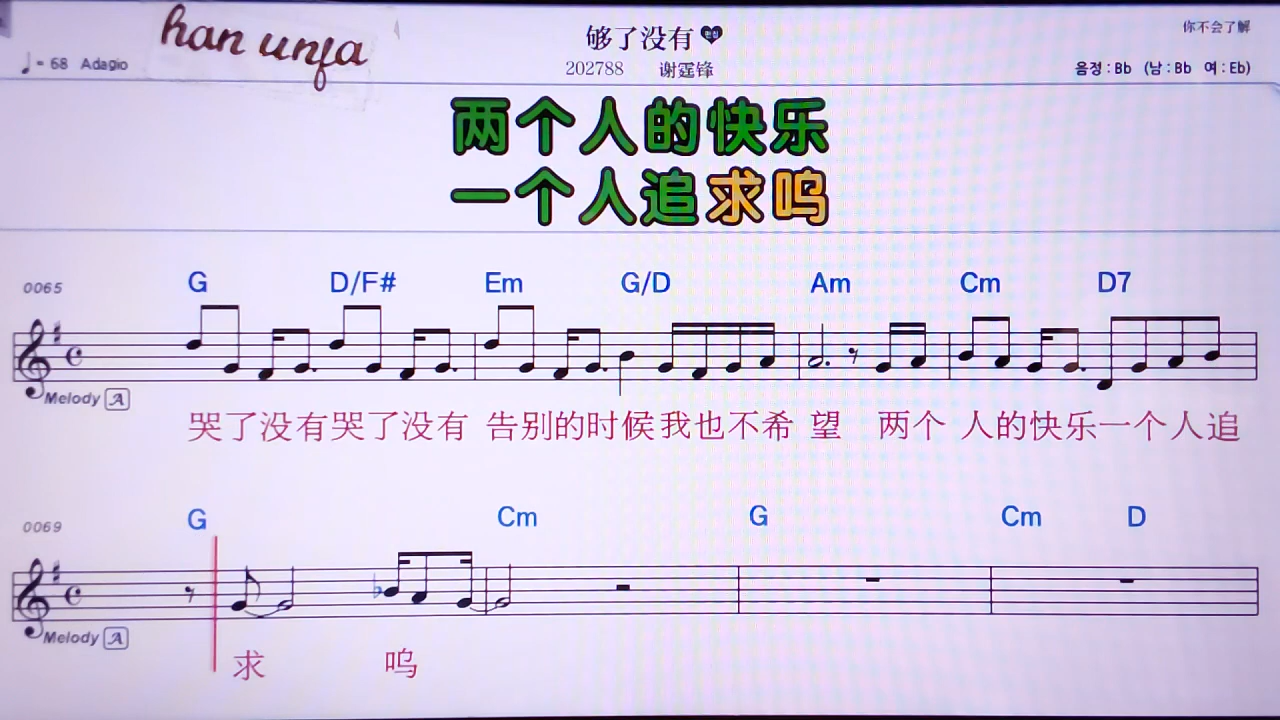 han unfa
♩= 68 Adagio
够了没有
202788 谢霆锋
你不会了解
음정 : Bb (남 : Bb 여 : Eb)
两个人的快乐
一个人追求呜
0065
G D/F# Em G/D Am Cm D7
Melody A
哭了没有哭了没有 告别的时候我也不希 望 两个 人的快乐一个人追
0069
G Cm G Cm D
Melody A
求 呜